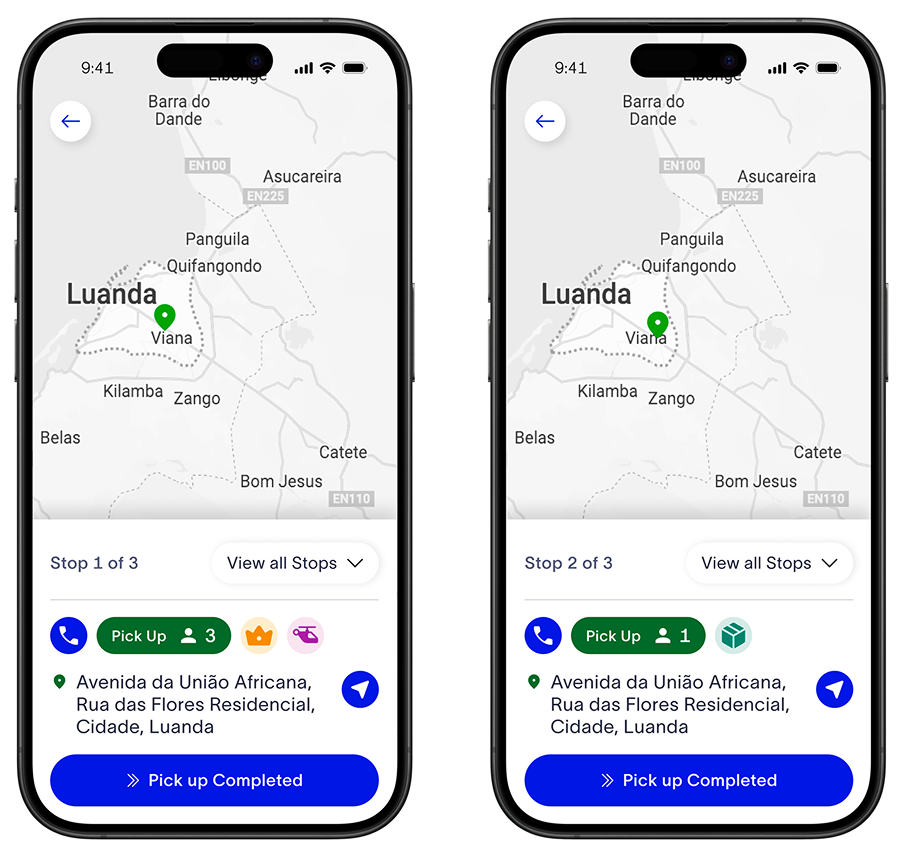 9:41
Libonge
Barra do
Dande
EN100
Asucareira
EN225
Panguila
Quifangondo
Luanda
Viana
Kilamba
Zango
Belas
Catete
Bom Jesus
EN110
Stop 1 of 3
View all Stops
Pick Up 3
Avenida da União Africana,
Rua das Flores Residencial,
Cidade, Luanda
Pick up Completed
9:41
Libonge
Barra do
Dande
EN100
Asucareira
EN225
Panguila
Quifangondo
Luanda
Viana
Kilamba
Zango
Belas
Catete
Bom Jesus
EN110
Stop 2 of 3
View all Stops
Pick Up 1
Avenida da União Africana,
Rua das Flores Residencial,
Cidade, Luanda
Pick up Completed